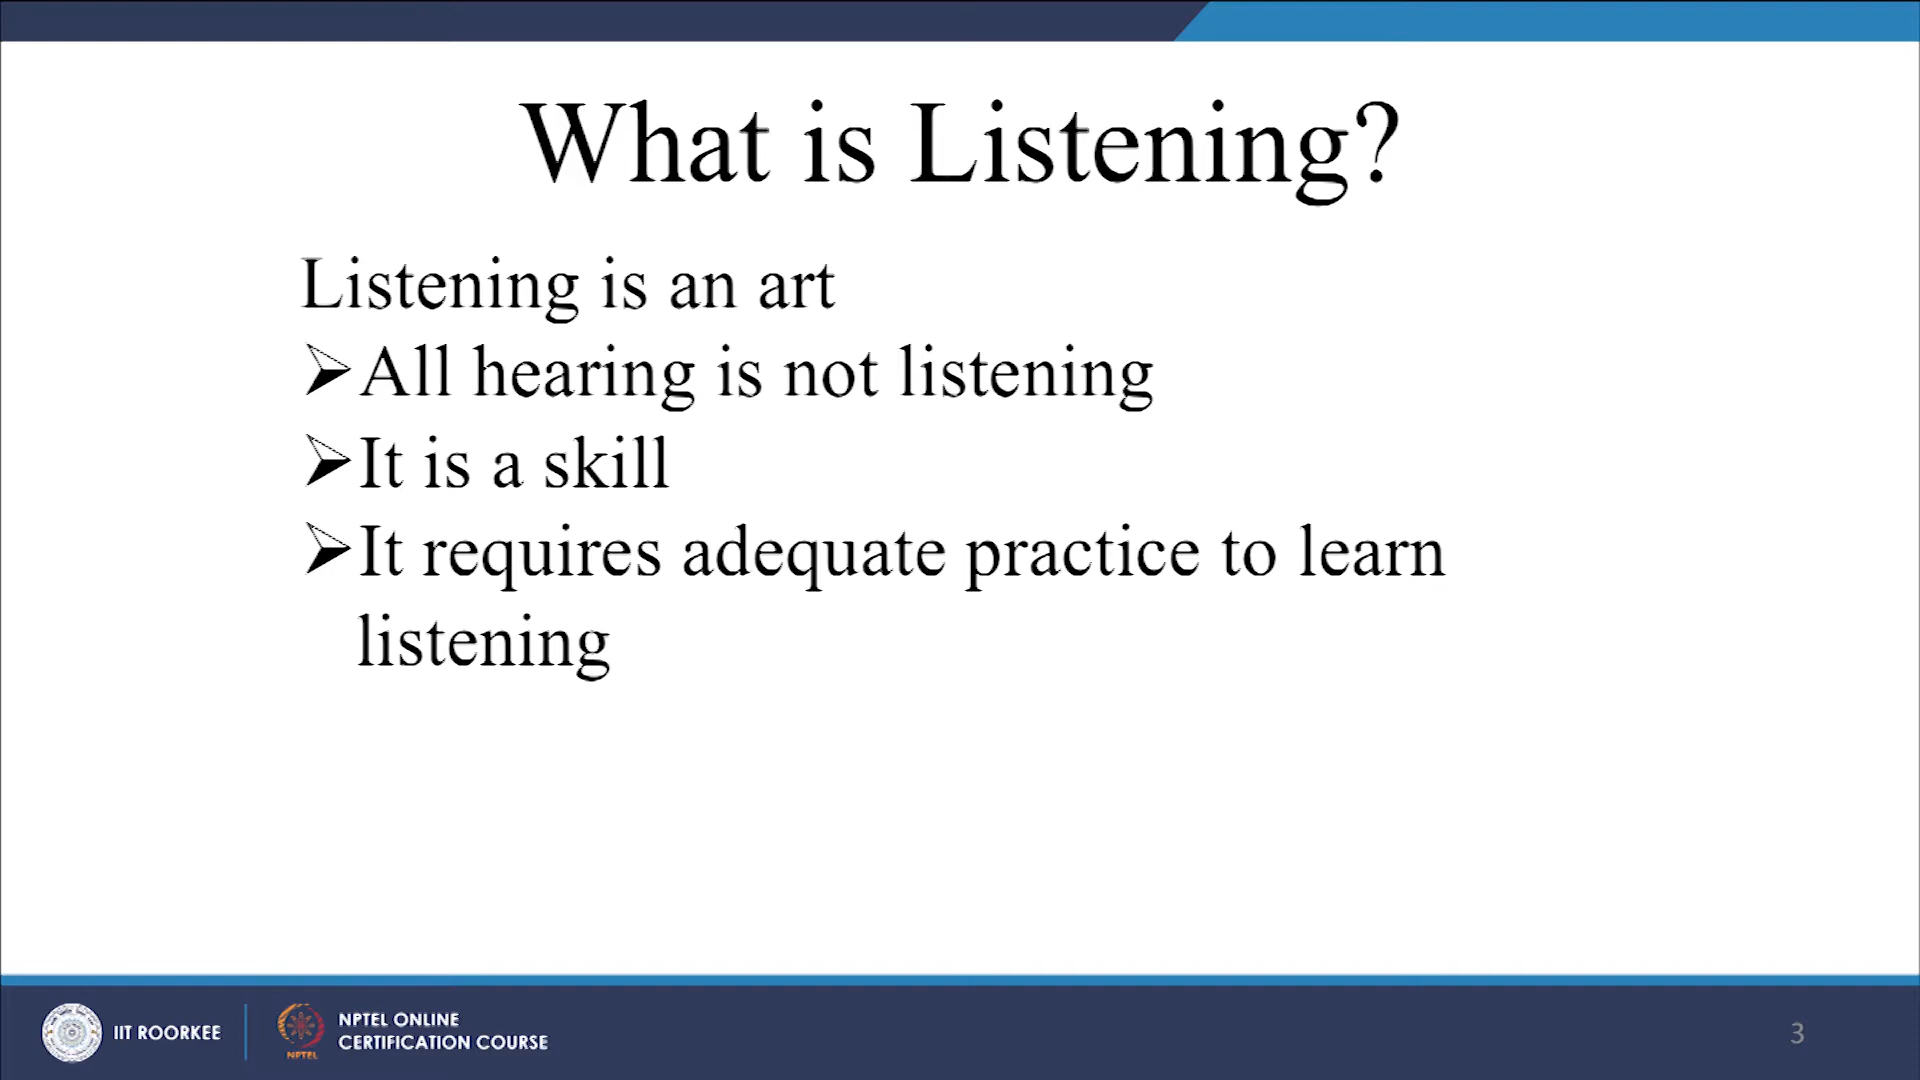 What is Listening?
Listening is an art
➢All hearing is not listening
➢It is a skill
➢It requires adequate practice to learn
listening
IIT ROORKEE
NPTEL
NPTEL ONLINE
CERTIFICATION COURSE
3